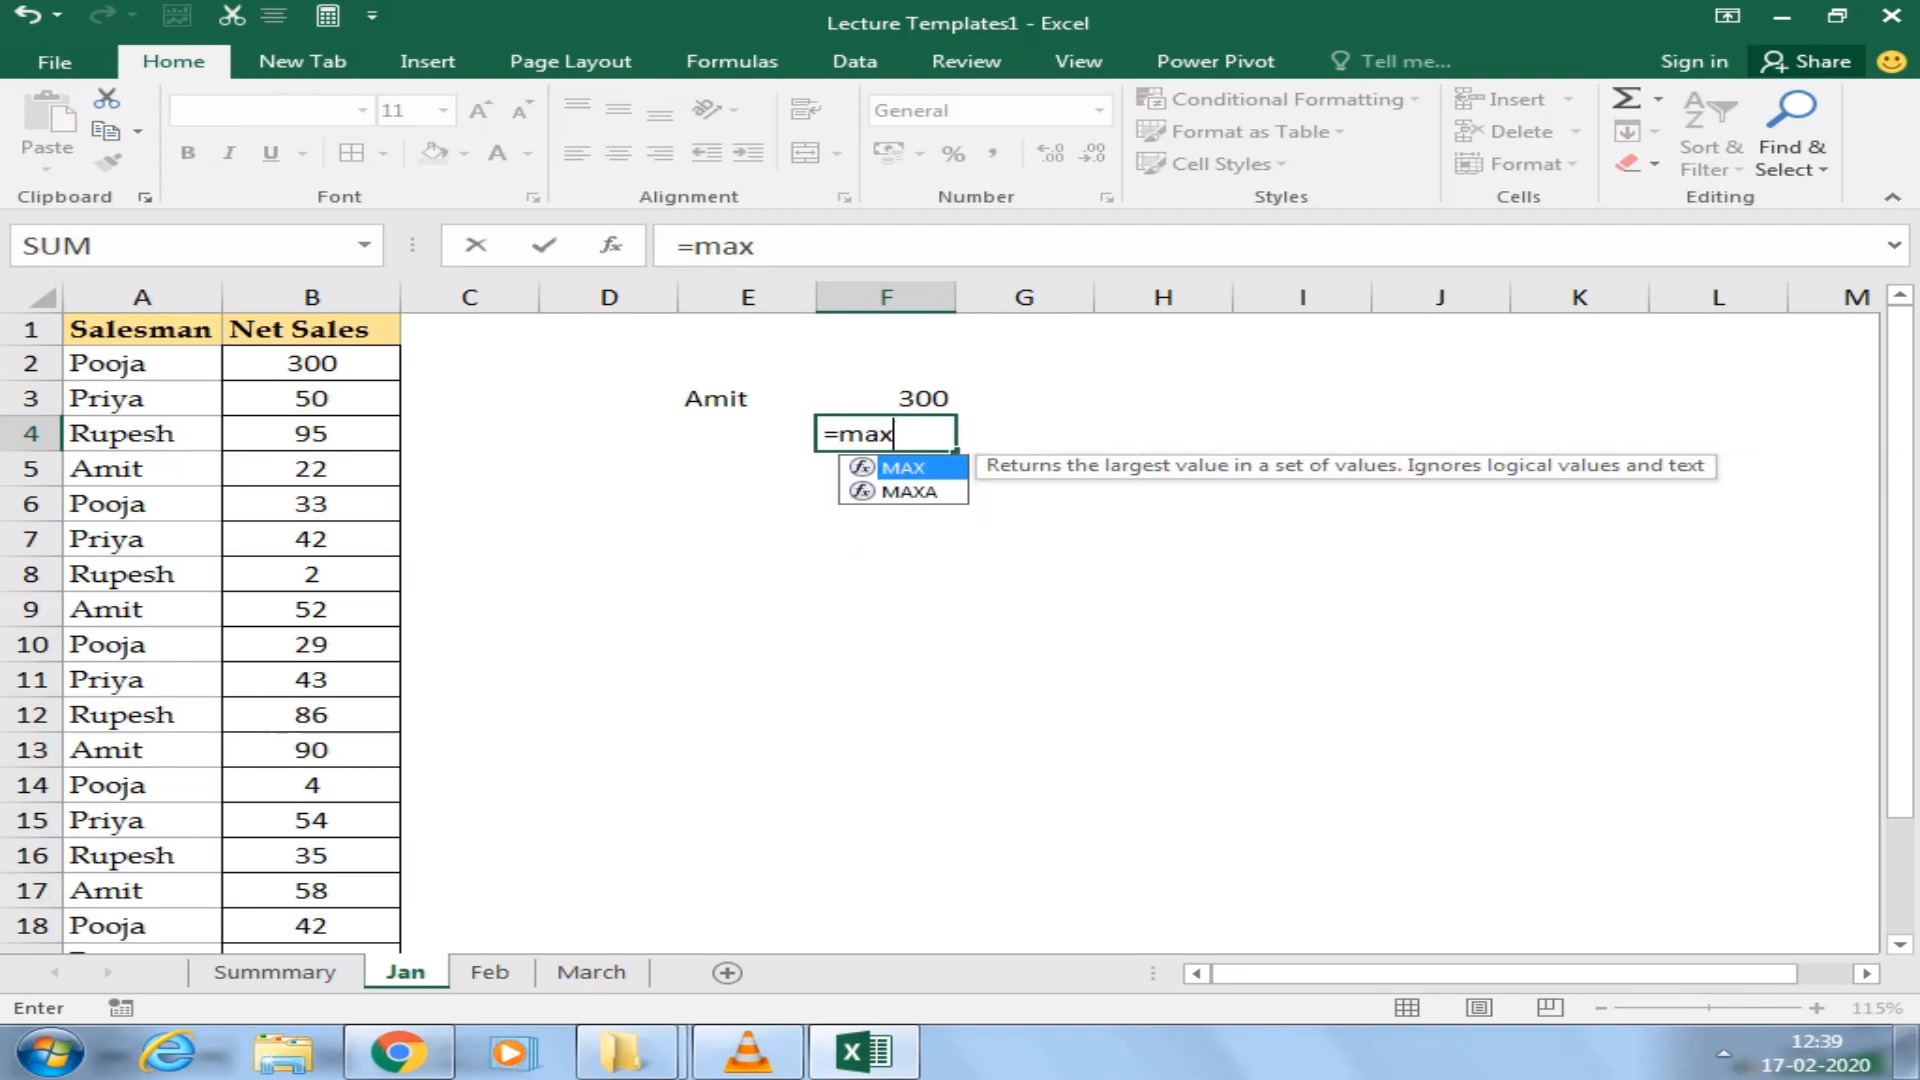 Lecture Templates1 - Excel
File Home New Tab Insert Page Layout Formulas Data Review View Power Pivot Tell me... Sign in Share
Paste
11
B I U A
General
%
Conditional Formatting
Format as Table
Cell Styles
Insert
Delete
Format
Sort & Filter
Find & Select
Clipboard Font Alignment Number Styles Cells Editing
SUM =max
A B C D E F G H I J K L M
1 Salesman Net Sales
2 Pooja 300
3 Priya 50 Amit 300
4 Rupesh 95 =max
5 Amit 22
MAX Returns the largest value in a set of values. Ignores logical values and text
MAXA
6 Pooja 33
7 Priya 42
8 Rupesh 2
9 Amit 52
10 Pooja 29
11 Priya 43
12 Rupesh 86
13 Amit 90
14 Pooja 4
15 Priya 54
16 Rupesh 35
17 Amit 58
18 Pooja 42
Summmary Jan Feb March
Enter 115%
12:39
17-02-2020